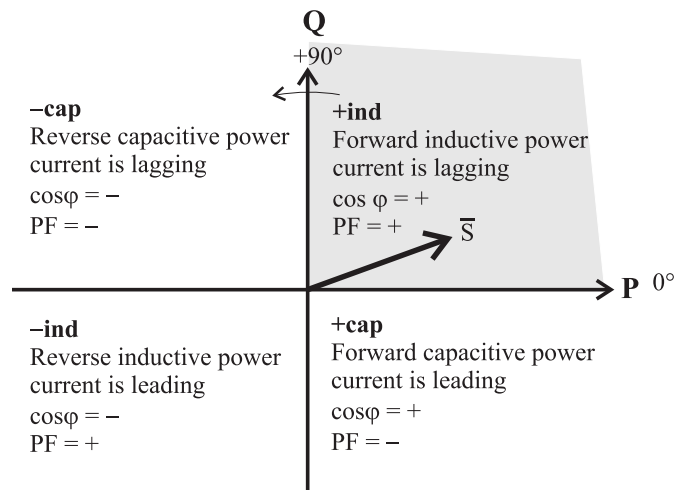 Q
+90°
–cap
Reverse capacitive power
current is lagging
cosφ = –
PF = –
+ind
Forward inductive power
current is lagging
cos φ = +
PF = +
S̅
P 0°
–ind
Reverse inductive power
current is leading
cosφ = –
PF = +
+cap
Forward capacitive power
current is leading
cosφ = +
PF = –